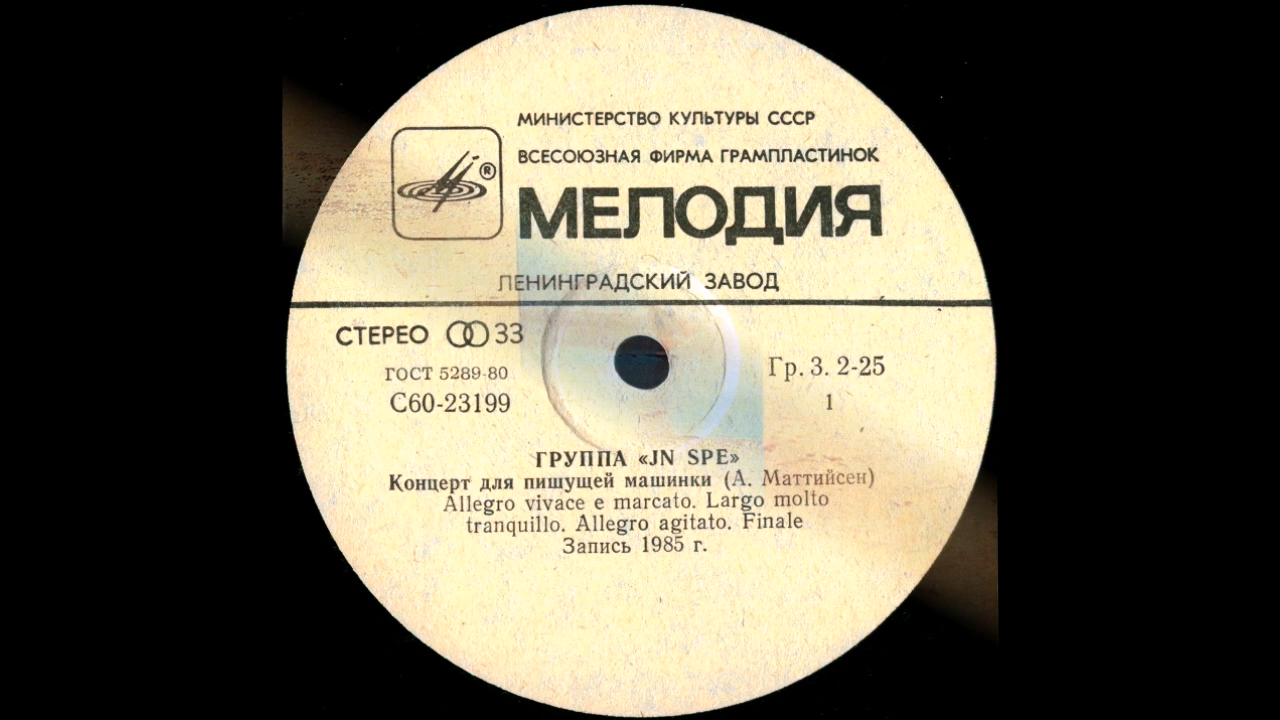 МИНИСТЕРСТВО КУЛЬТУРЫ СССР
ВСЕСОЮЗНАЯ ФИРМА ГРАМПЛАСТИНОК
®
МЕЛОДИЯ
ЛЕНИНГРАДСКИЙ ЗАВОД
СТЕРЕО 33
ГОСТ 5289-80
Гр. 3. 2-25
С60-23199
1
ГРУППА «JN SPE»
Концерт для пишущей машинки (А. Маттийсен)
Allegro vivace e marcato. Largo molto
tranquillo. Allegro agitato. Finale
Запись 1985 г.